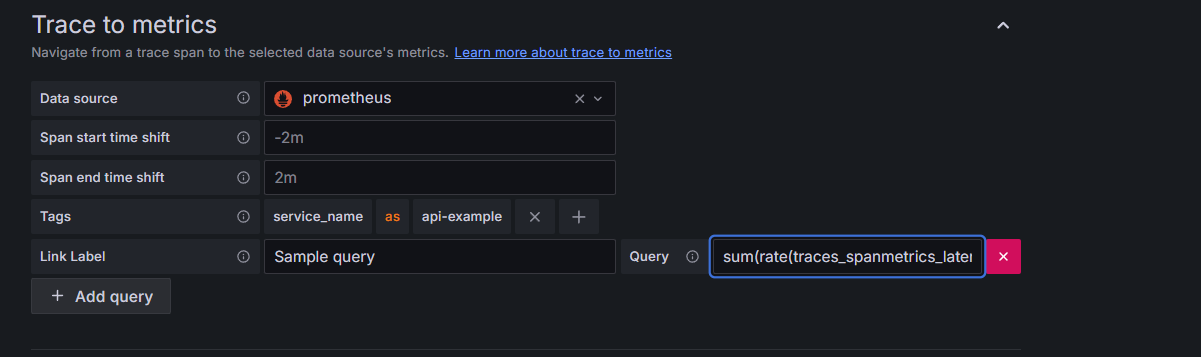 Trace to metrics
Navigate from a trace span to the selected data source's metrics. Learn more about trace to metrics
Data source prometheus
Span start time shift -2m
Span end time shift 2m
Tags service_name as api-example
Link Label Sample query Query sum(rate(traces_spanmetrics_later
+ Add query